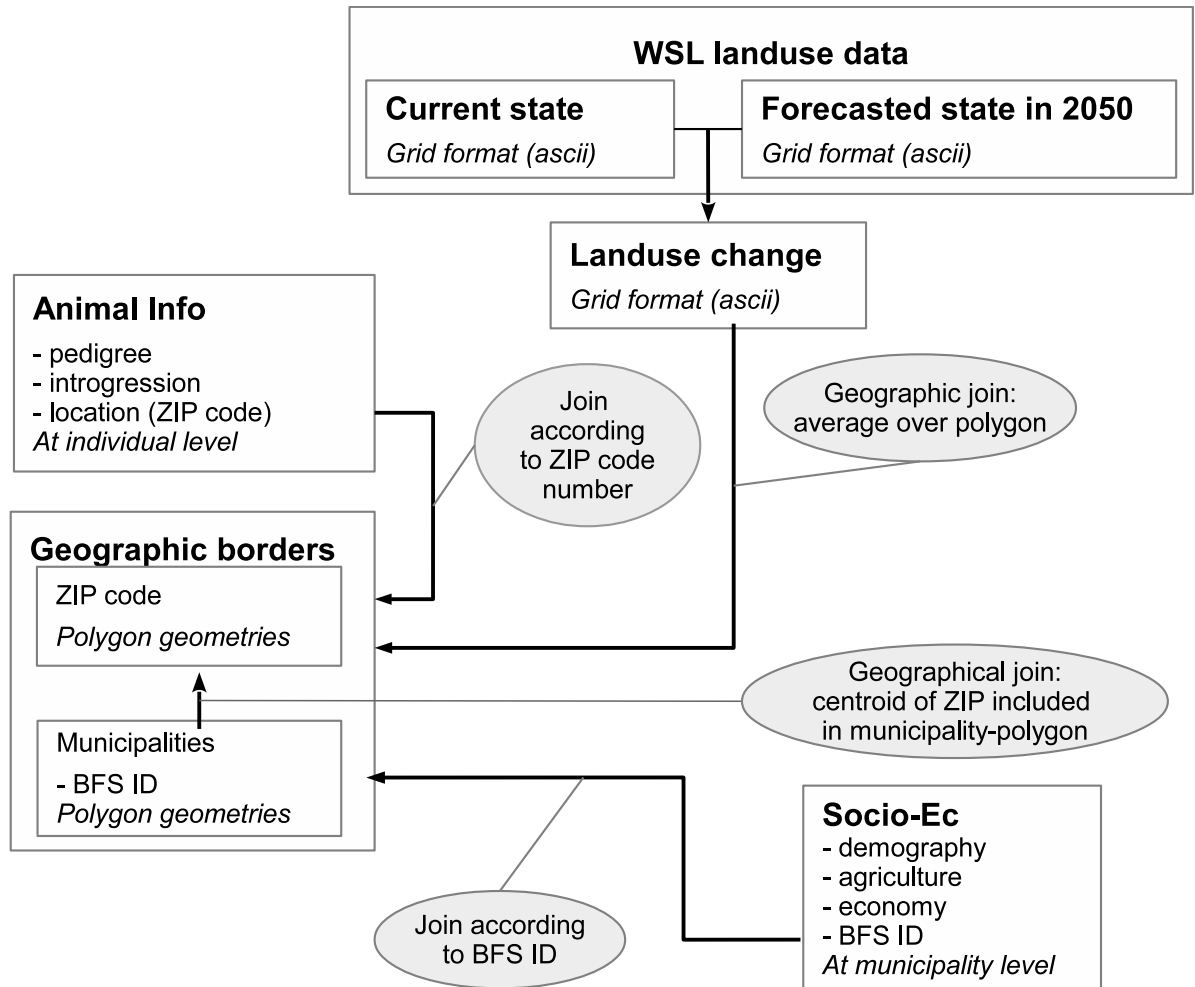 WSL landuse data
Current state
Grid format (ascii)
Forecasted state in 2050
Grid format (ascii)
Landuse change
Grid format (ascii)
Animal Info
- pedigree
- introgression
- location (ZIP code)
At individual level
Join
according
to ZIP code
number
Geographic join:
average over polygon
Geographic borders
ZIP code
Polygon geometries
Geographical join:
centroid of ZIP included
in municipality-polygon
Municipalities
- BFS ID
Polygon geometries
Socio-Ec
- demography
- agriculture
- economy
- BFS ID
At municipality level
Join according
to BFS ID